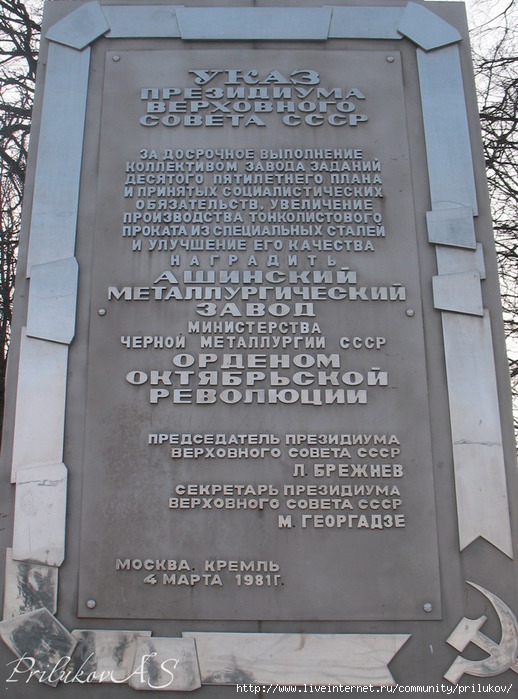 УКАЗ
ПРЕЗИДИУМА
ВЕРХОВНОГО
СОВЕТА СССР
ЗА ДОСРОЧНОЕ ВЫПОЛНЕНИЕ
КОЛЛЕКТИВОМ ЗАВОДА ЗАДАНИЙ
ДЕСЯТОГО ПЯТИЛЕТНЕГО ПЛАНА
И ПРИНЯТЫХ СОЦИАЛИСТИЧЕСКИХ
ОБЯЗАТЕЛЬСТВ, УВЕЛИЧЕНИЕ
ПРОИЗВОДСТВА ТОНКОЛИСТОВОГО
ПРОКАТА ИЗ СПЕЦИАЛЬНЫХ СТАЛЕЙ
И УЛУЧШЕНИЕ ЕГО КАЧЕСТВА
НАГРАДИТЬ
АШИНСКИЙ
МЕТАЛЛУРГИЧЕСКИЙ
ЗАВОД
МИНИСТЕРСТВА
ЧЕРНОЙ МЕТАЛЛУРГИИ СССР
ОРДЕНОМ
ОКТЯБРЬСКОЙ
РЕВОЛЮЦИИ
ПРЕДСЕДАТЕЛЬ ПРЕЗИДИУМА
ВЕРХОВНОГО СОВЕТА СССР
Л. БРЕЖНЕВ
СЕКРЕТАРЬ ПРЕЗИДИУМА
ВЕРХОВНОГО СОВЕТА СССР
М. ГЕОРГАДЗЕ
МОСКВА. КРЕМЛЬ
4 МАРТА 1981Г.
PrilukovAS
http://www.liveinternet.ru/community/prilukov/